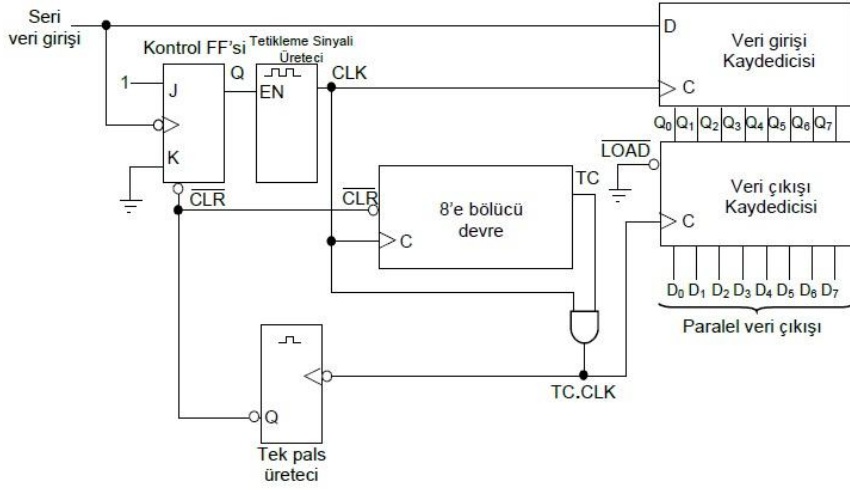 Seri
veri girişi
Kontrol FF'si
Tetikleme Sinyali
Üreteci
D
Veri girişi
Kaydedicisi
Q
CLK
1
J
EN
C
K
Q0 Q1 Q2 Q3 Q4 Q5 Q6 Q7
LOAD
CLR
CLR
TC
8'e bölücü
devre
C
Veri çıkışı
Kaydedicisi
C
D0 D1 D2 D3 D4 D5 D6 D7
Paralel veri çıkışı
TC.CLK
Q
Tek pals
üreteci